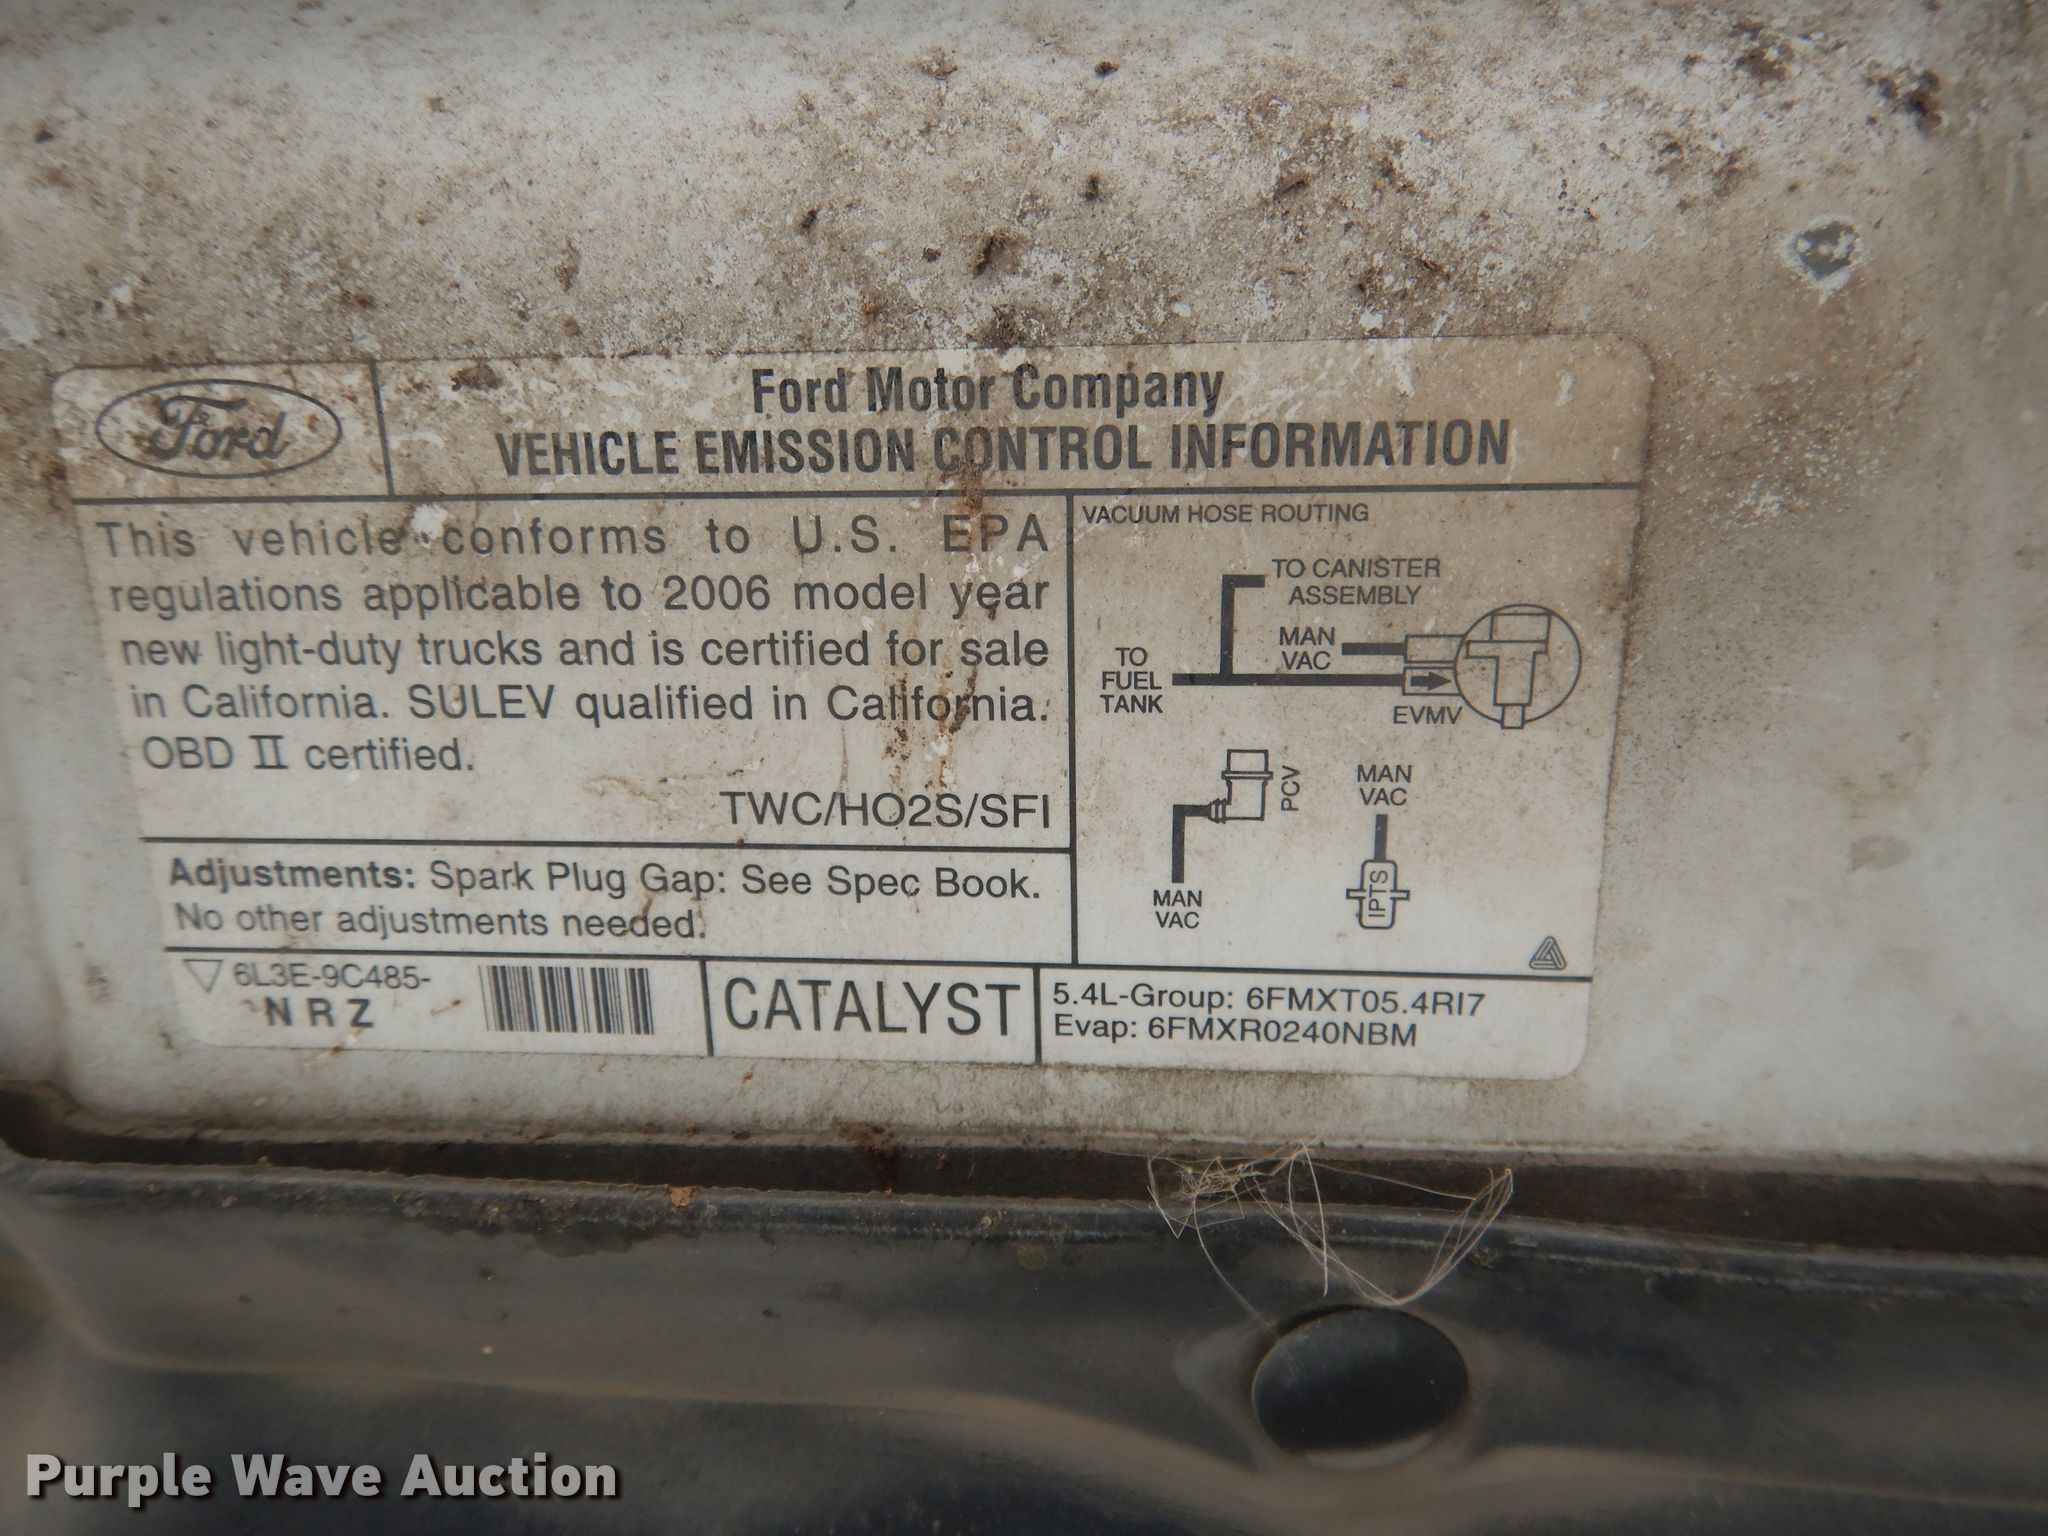 Ford
Ford Motor Company
VEHICLE EMISSION CONTROL INFORMATION
This vehicle conforms to U.S. EPA
regulations applicable to 2006 model year
new light-duty trucks and is certified for sale
in California. SULEV qualified in California.
OBD II certified.
TWC/HO2S/SFI
Adjustments: Spark Plug Gap: See Spec Book.
No other adjustments needed.
6L3E-9C485-
N R Z
CATALYST
5.4L-Group: 6FMXT05.4RI7
Evap: 6FMXR0240NBM
VACUUM HOSE ROUTING
TO CANISTER
ASSEMBLY
MAN
VAC
TO
FUEL
TANK
EVMV
PCV
MAN
VAC
MAN
VAC
IPTS
Purple Wave Auction